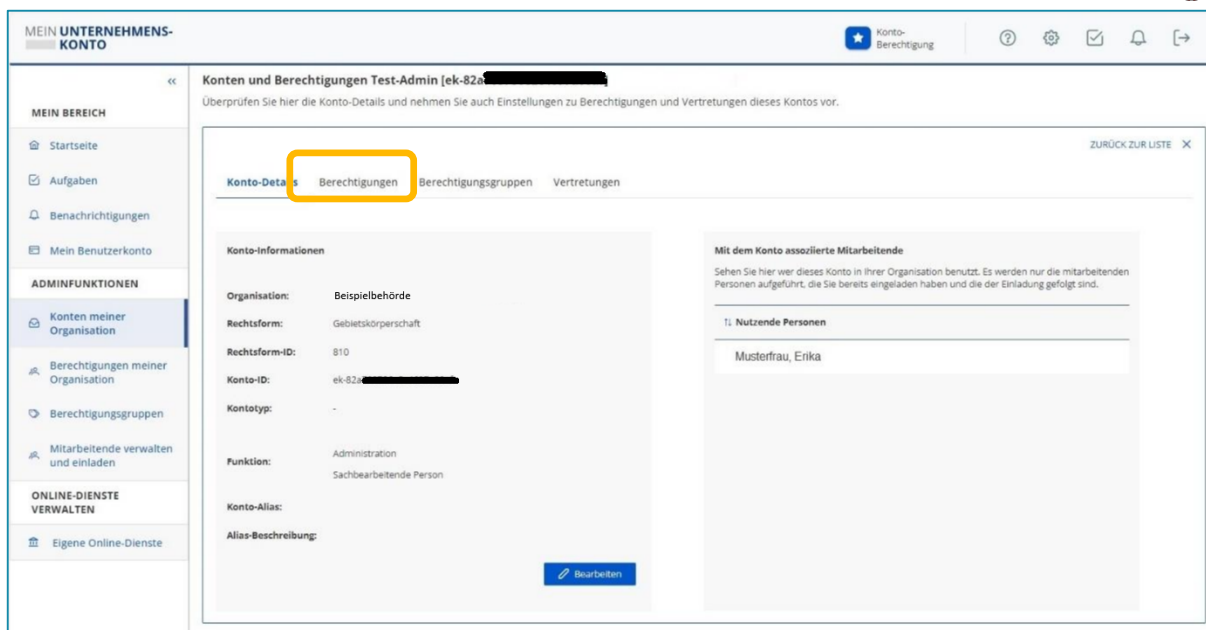 MEIN UNTERNEHMENS-
KONTO
Konto-
Berechtigung
«
MEIN BEREICH
Startseite
Aufgaben
Benachrichtigungen
Mein Benutzerkonto
ADMINFUNKTIONEN
Konten meiner
Organisation
Berechtigungen meiner
Organisation
Berechtigungsgruppen
Mitarbeitende verwalten
und einladen
ONLINE-DIENSTE
VERWALTEN
Eigene Online-Dienste
Konten und Berechtigungen Test-Admin [ek-82a
Überprüfen Sie hier die Konto-Details und nehmen Sie auch Einstellungen zu Berechtigungen und Vertretungen dieses Kontos vor.
ZURÜCK ZUR LISTE X
Konto-Details Berechtigungen Berechtigungsgruppen Vertretungen
Konto-Informationen
Organisation: Beispielbehörde
Rechtsform: Gebietskörperschaft
Rechtsform-ID: 810
Konto-ID: ek-82a
Kontotyp: -
Funktion: Administration
Sachbearbeitende Person
Konto-Alias:
Alias-Beschreibung:
Bearbeiten
Mit dem Konto assoziierte Mitarbeitende
Sehen Sie hier wer dieses Konto in Ihrer Organisation benutzt. Es werden nur die mitarbeitenden
Personen aufgeführt, die Sie bereits eingeladen haben und die der Einladung gefolgt sind.
Nutzende Personen
Musterfrau, Erika